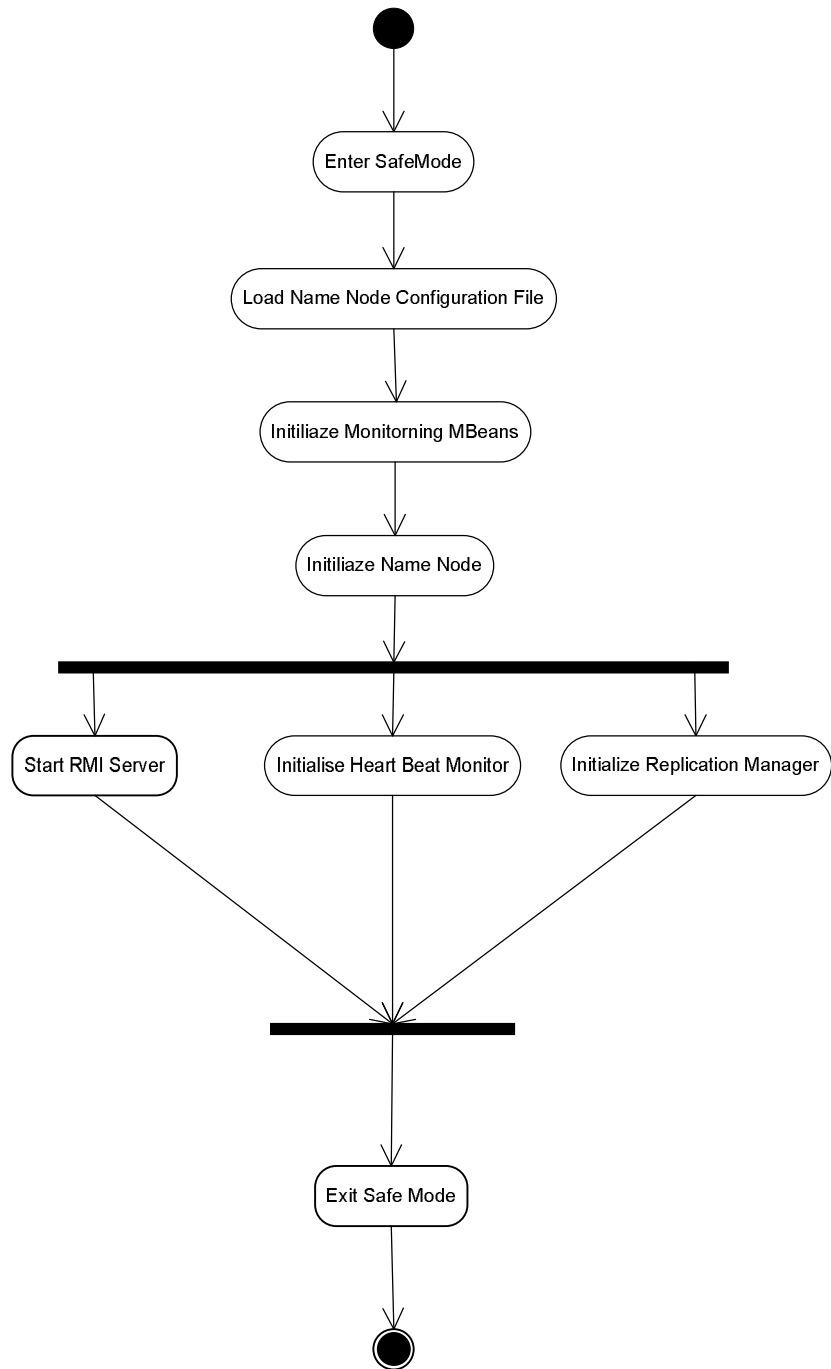 Enter SafeMode
Load Name Node Configuration File
Initiliaze Monitorning MBeans
Initiliaze Name Node
Start RMI Server
Initialise Heart Beat Monitor
Initialize Replication Manager
Exit Safe Mode